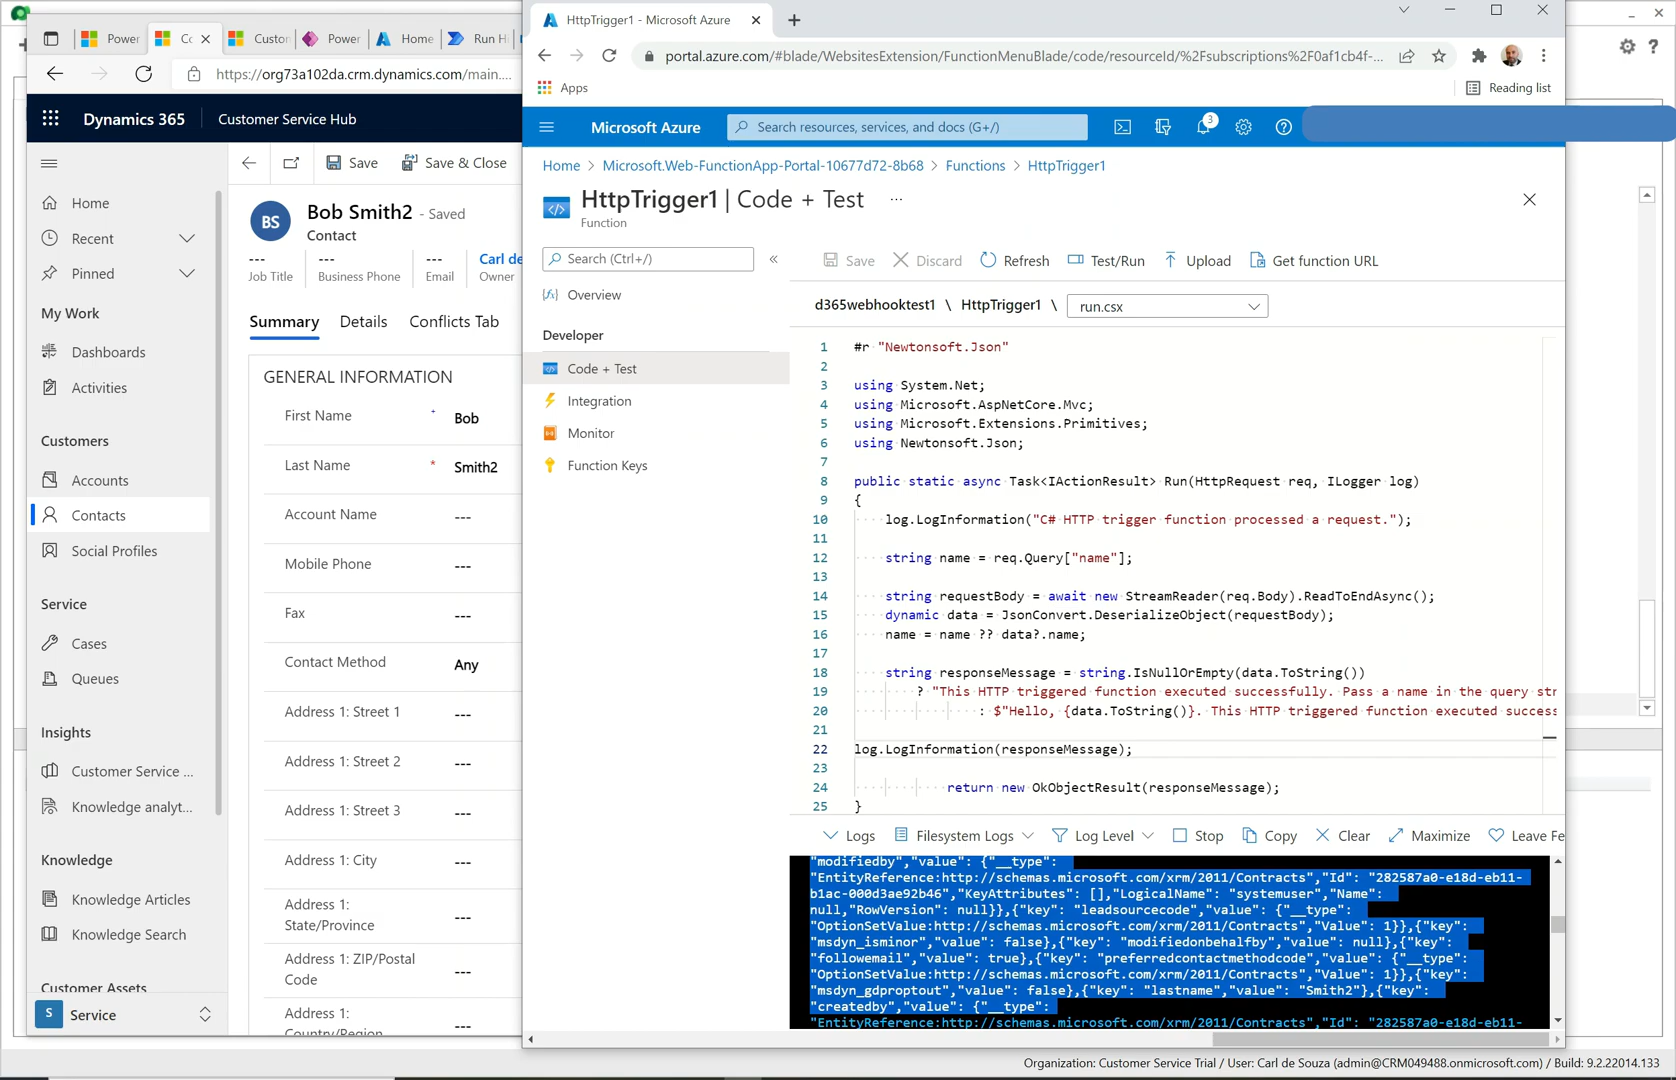 Power
Cc
Custon
Power
Home
Run H
https://org73a102da.crm.dynamics.com/main....
Dynamics 365
Customer Service Hub
Save
Save & Close
Home
Recent
Pinned
My Work
Dashboards
Activities
Customers
Accounts
Contacts
Social Profiles
Service
Cases
Queues
Insights
Customer Service ...
Knowledge analyt...
Knowledge
Knowledge Articles
Knowledge Search
Customer Assets
S
Service
BS
Bob Smith2 - Saved
Contact
---
Job Title
---
Business Phone
---
Email
Carl de
Owner
Summary
Details
Conflicts Tab
GENERAL INFORMATION
First Name + Bob
Last Name * Smith2
Account Name ---
Mobile Phone ---
Fax ---
Contact Method Any
Address 1: Street 1 ---
Address 1: Street 2 ---
Address 1: Street 3 ---
Address 1: City ---
Address 1:
State/Province ---
Address 1: ZIP/Postal
Code ---
Address 1:
Country/Region ---
HttpTrigger1 - Microsoft Azure
portal.azure.com/#blade/WebsitesExtension/FunctionMenuBlade/code/resourceId/%2Fsubscriptions%2F0af1cb4f-...
Apps
Reading list
Microsoft Azure
Search resources, services, and docs (G+/)
3
Home > Microsoft.Web-FunctionApp-Portal-10677d72-8b68 > Functions > HttpTrigger1
HttpTrigger1 | Code + Test ...
Function
Search (Ctrl+/)
«
Overview
Developer
Code + Test
Integration
Monitor
Function Keys
Save
Discard
Refresh
Test/Run
Upload
Get function URL
d365webhooktest1 \ HttpTrigger1 \ run.csx
1 #r "Newtonsoft.Json"
2
3 using System.Net;
4 using Microsoft.AspNetCore.Mvc;
5 using Microsoft.Extensions.Primitives;
6 using Newtonsoft.Json;
7
8 public static async Task<IActionResult> Run(HttpRequest req, ILogger log)
9 {
10 log.LogInformation("C# HTTP trigger function processed a request.");
11
12 string name = req.Query["name"];
13
14 string requestBody = await new StreamReader(req.Body).ReadToEndAsync();
15 dynamic data = JsonConvert.DeserializeObject(requestBody);
16 name = name ?? data?.name;
17
18 string responseMessage = string.IsNullOrEmpty(data.ToString())
19 ? "This HTTP triggered function executed successfully. Pass a name in the query str
20 : $"Hello, {data.ToString()}. This HTTP triggered function executed success
21
22 log.LogInformation(responseMessage);
23
24 return new OkObjectResult(responseMessage);
25 }
Logs
Filesystem Logs
Log Level
Stop
Copy
Clear
Maximize
Leave Fe
"modifiedby","value": {"__type":
"EntityReference:http://schemas.microsoft.com/xrm/2011/Contracts","Id": "282587a0-e18d-eb11-
b1ac-000d3ae92b46","KeyAttributes": [],"LogicalName": "systemuser","Name":
null,"RowVersion": null}},{"key": "leadsourcecode","value": {"__type":
"OptionSetValue:http://schemas.microsoft.com/xrm/2011/Contracts","Value": 1}},{"key":
"msdyn_isminor","value": false},{"key": "modifiedonbehalfby","value": null},{"key":
"followemail","value": true},{"key": "preferredcontactmethodcode","value": {"__type":
"OptionSetValue:http://schemas.microsoft.com/xrm/2011/Contracts","Value": 1}},{"key":
"msdyn_gdproptout","value": false},{"key": "lastname","value": "Smith2"},{"key":
"createdby","value": {"__type":
"EntityReference:http://schemas.microsoft.com/xrm/2011/Contracts","Id": "282587a0-e18d-eb11-
Organization: Customer Service Trial / User: Carl de Souza (admin@CRM049488.onmicrosoft.com) / Build: 9.2.22014.133